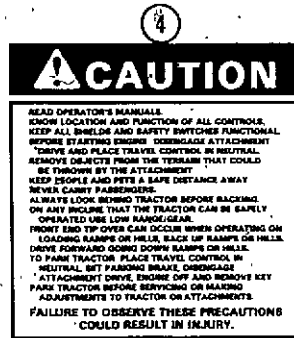 4
CAUTION
READ OPERATOR'S MANUALS.
KNOW LOCATION AND FUNCTION OF ALL CONTROLS.
KEEP ALL SHIELDS AND SAFETY SWITCHES FUNCTIONAL.
BEFORE STARTING ENGINE DISENGAGE ATTACHMENT
DRIVE AND PLACE TRAVEL CONTROL IN NEUTRAL.
REMOVE OBJECTS FROM THE TERRAIN THAT COULD
BE THROWN BY THE ATTACHMENT
KEEP PEOPLE AND PETS A SAFE DISTANCE AWAY
NEVER CARRY PASSENGERS.
ALWAYS LOOK BEHIND TRACTOR BEFORE BACKING.
ON ANY INCLINE THAT THE TRACTOR CAN BE SAFELY
OPERATED USE LOW RANGE GEAR.
FRONT END TIP OVER CAN OCCUR WHEN OPERATING ON
LOADING RAMPS OR HILLS, BACK UP RAMPS OR HILLS.
DRIVE FORWARD GOING DOWN RAMPS OR HILLS.
TO PARK TRACTOR PLACE TRAVEL CONTROL IN
NEUTRAL, SET PARKING BRAKE, DISENGAGE
ATTACHMENT DRIVE, ENGINE OFF AND REMOVE KEY
PARK TRACTOR BEFORE SERVICING OR MAKING
ADJUSTMENTS TO TRACTOR OR ATTACHMENTS.
FAILURE TO OBSERVE THESE PRECAUTIONS
COULD RESULT IN INJURY.